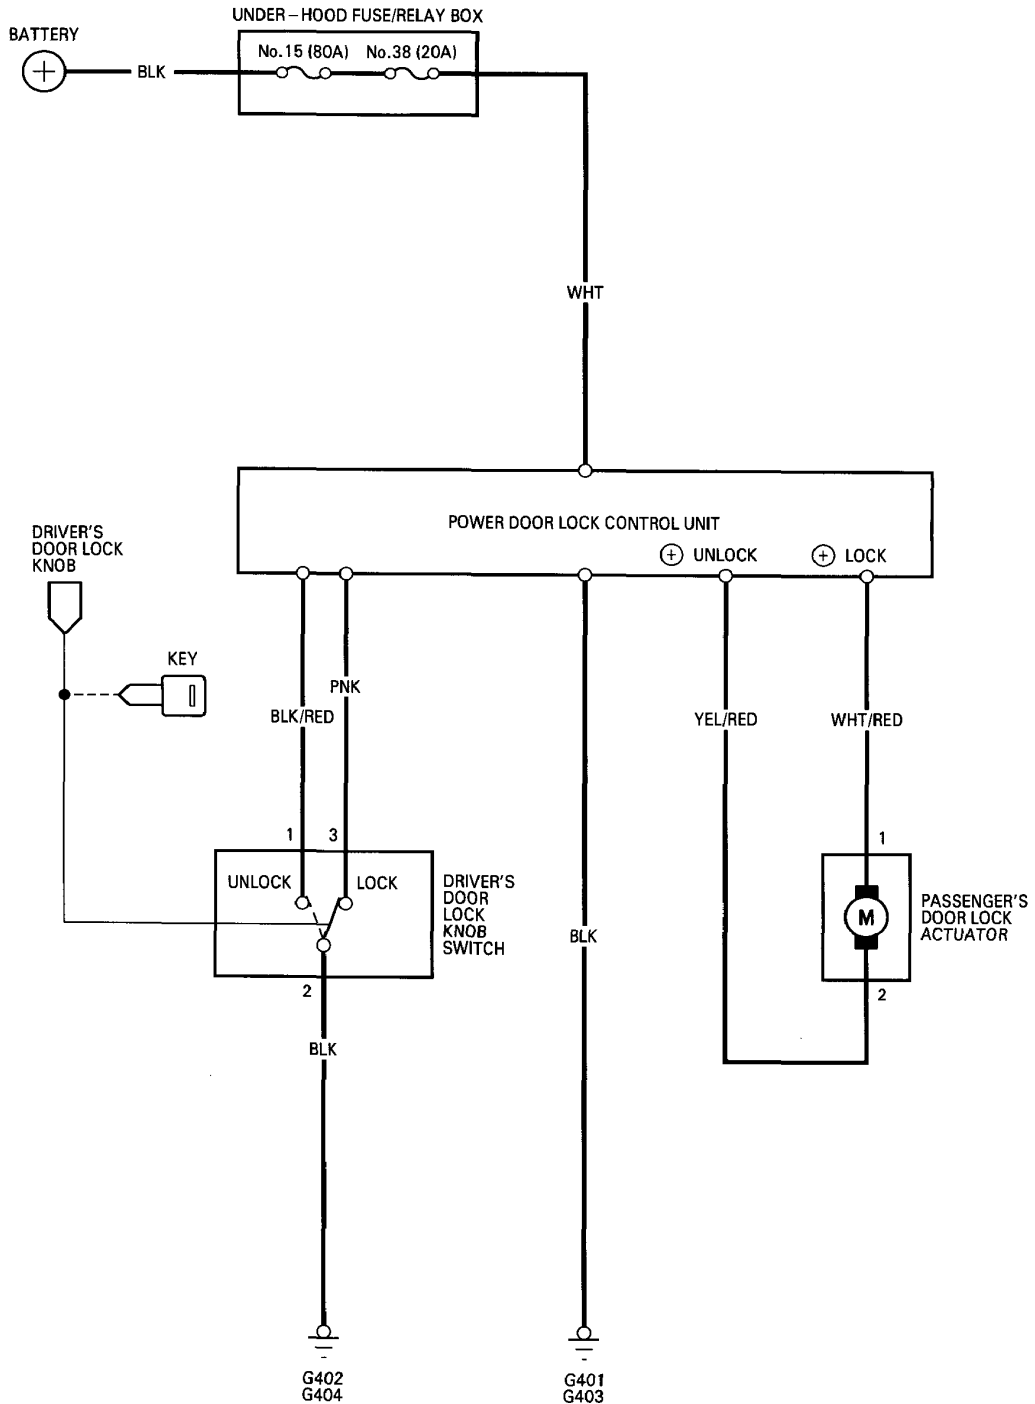 UNDER-HOOD FUSE/RELAY BOX
BATTERY
No.15 (80A) No.38 (20A)
+
BLK
WHT
POWER DOOR LOCK CONTROL UNIT
+ UNLOCK + LOCK
DRIVER'S
DOOR LOCK
KNOB
KEY
PNK
BLK/RED
YEL/RED
WHT/RED
1 3
UNLOCK LOCK
DRIVER'S
DOOR
LOCK
KNOB
SWITCH
2
1
M
2
PASSENGER'S
DOOR LOCK
ACTUATOR
BLK
BLK
G402
G404
G401
G403